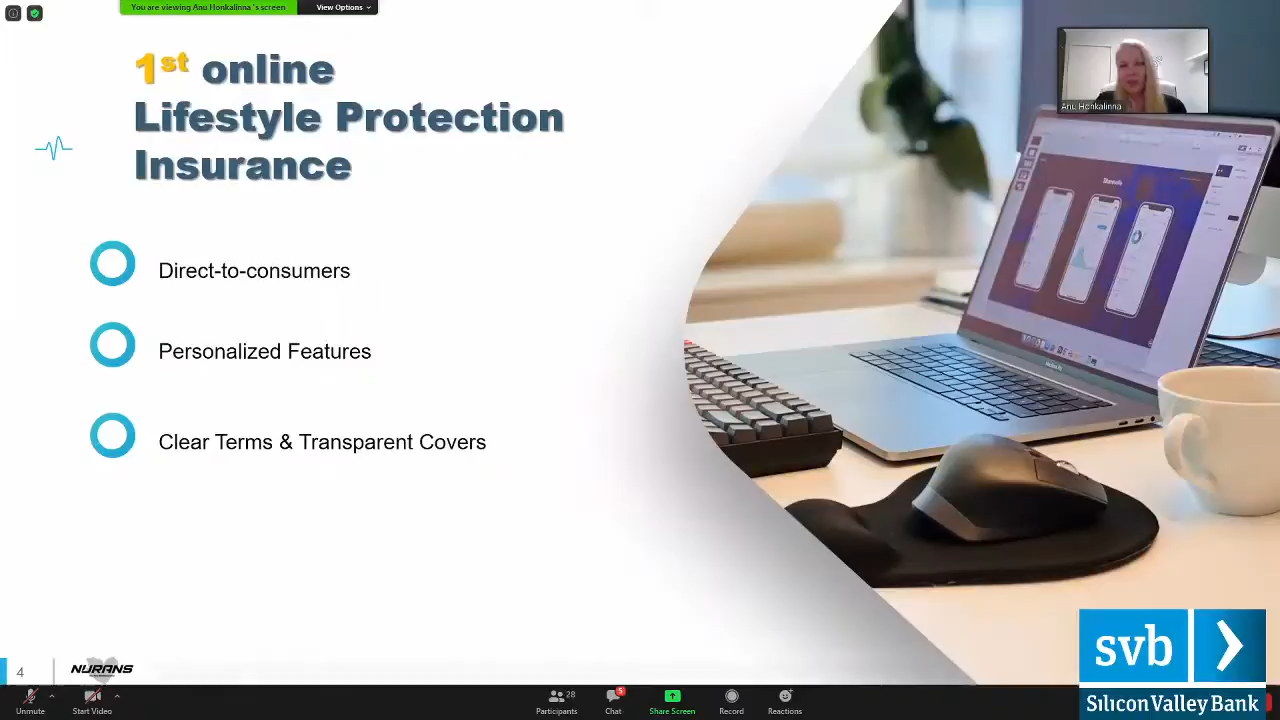 You are viewing Anu Honkalinna 's screen
View Options
1st online
Lifestyle Protection
Insurance
Anu Honkalinna
Direct-to-consumers
Personalized Features
Clear Terms & Transparent Covers
4
NURANS
svb
Silicon Valley Bank
Unmute
Start Video
28
Participants
5
Chat
Share Screen
Record
Reactions